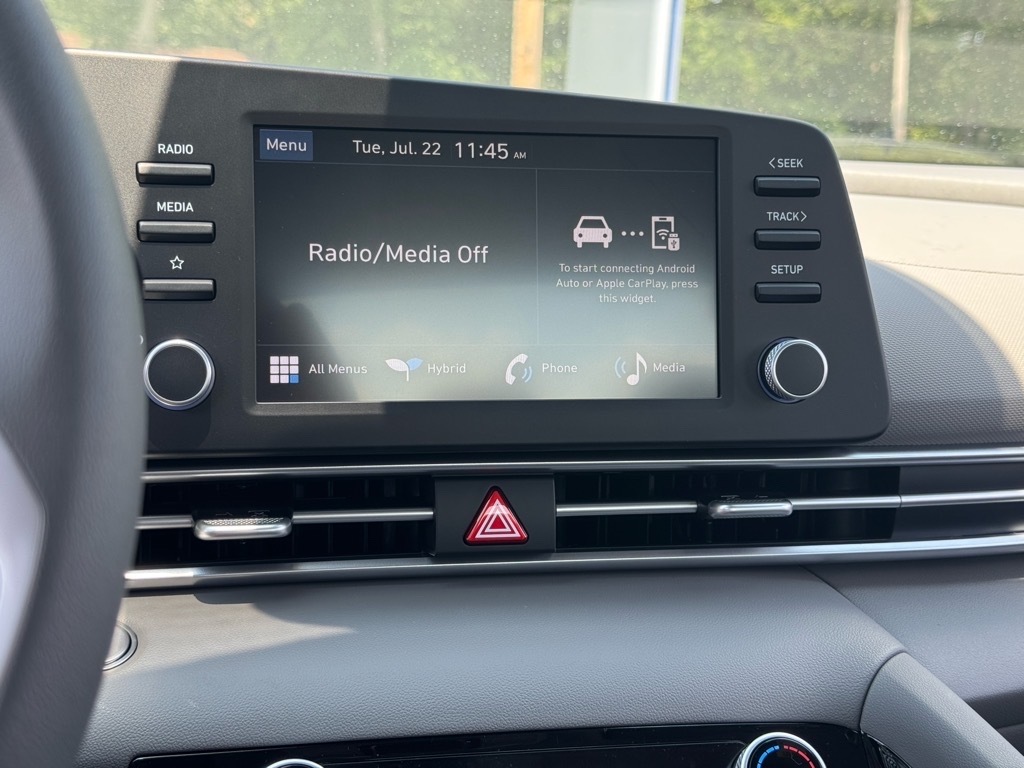 RADIO
MEDIA
Menu
Tue, Jul. 22 11:45 AM
Radio/Media Off
To start connecting Android
Auto or Apple CarPlay, press
this widget.
All Menus
Hybrid
Phone
Media
<SEEK
TRACK>
SETUP